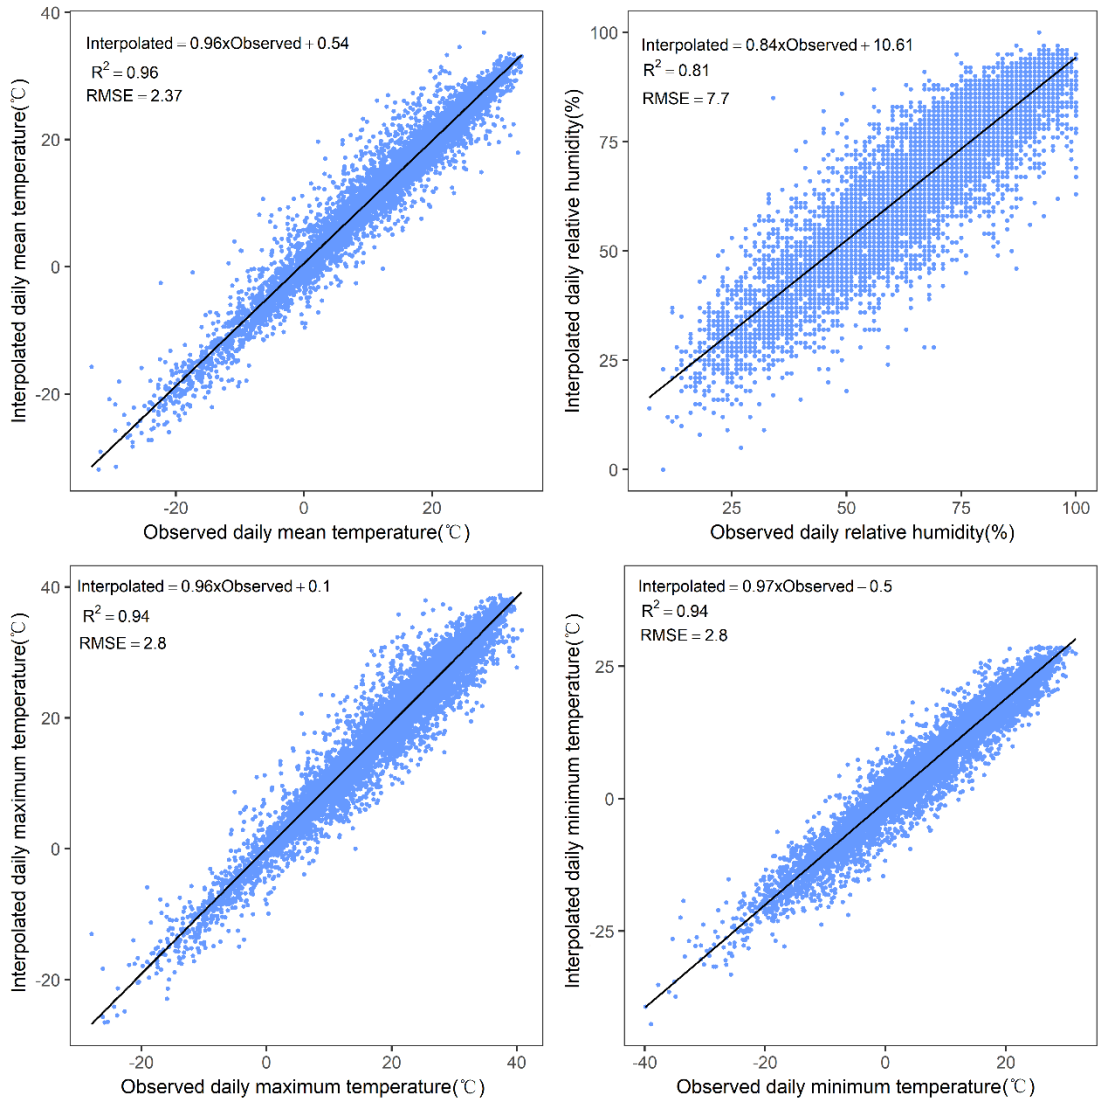 Interpolated = 0.96xObserved + 0.54
R² = 0.96
RMSE = 2.37
40
20
0
-20
Interpolated daily mean temperature(℃)
-20 0 20
Observed daily mean temperature(℃)
Interpolated = 0.84xObserved + 10.61
R² = 0.81
RMSE = 7.7
100
75
50
25
0
Interpolated daily relative humidity(%)
25 50 75 100
Observed daily relative humidity(%)
Interpolated = 0.96xObserved + 0.1
R² = 0.94
RMSE = 2.8
40
20
0
-20
Interpolated daily maximum temperature(℃)
-20 0 20 40
Observed daily maximum temperature(℃)
Interpolated = 0.97xObserved − 0.5
R² = 0.94
RMSE = 2.8
25
0
-25
Interpolated daily minimum temperature(℃)
-40 -20 0 20
Observed daily minimum temperature(℃)